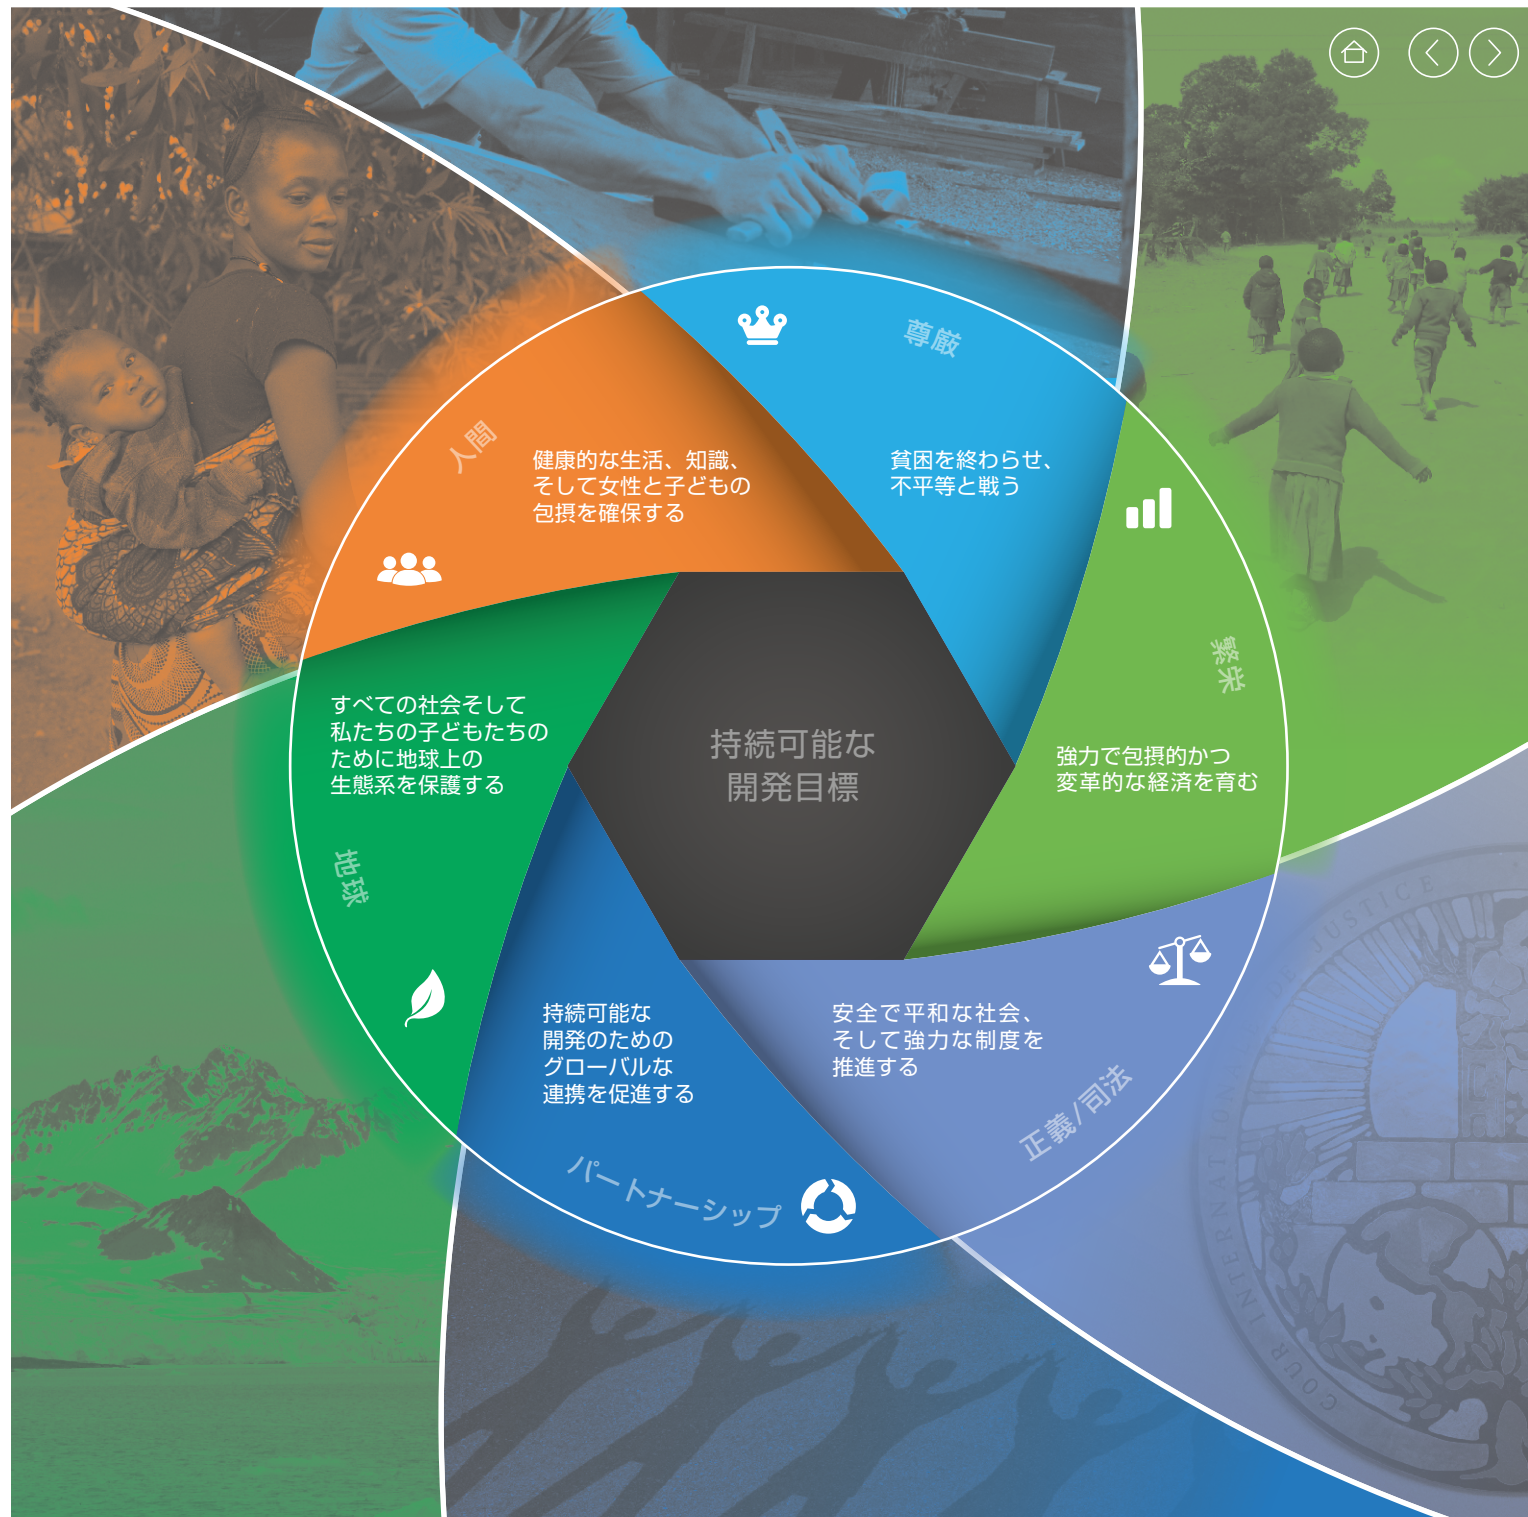 尊厳
貧困を終わらせ、
不平等と戦う
人間
健康的な生活、知識、
そして女性と子どもの
包摂を確保する
繁栄
強力で包摂的かつ
変革的な経済を育む
持続可能な
開発目標
すべての社会そして
私たちの子どもたちの
ために地球上の
生態系を保護する
地球
持続可能な
開発のための
グローバルな
連携を促進する
パートナーシップ
安全で平和な社会、
そして強力な制度を
推進する
正義/司法
JUSTICE
COUR INTERNATIONAL